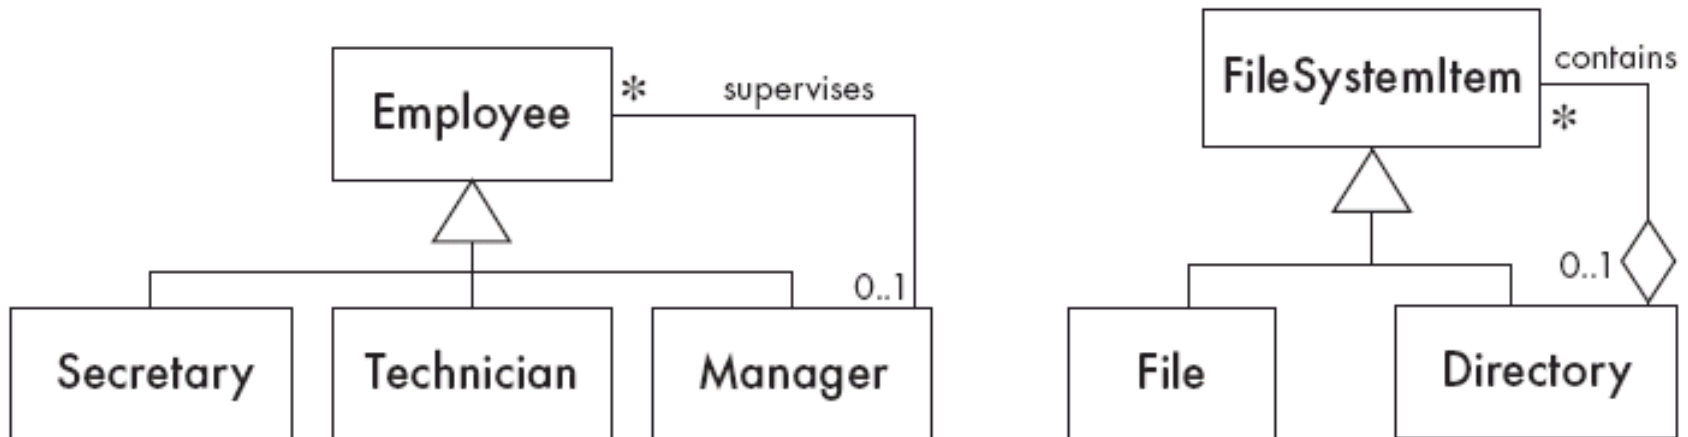 Employee
*
supervises
0..1
Secretary
Technician
Manager
FileSystemItem
contains
*
0..1
File
Directory